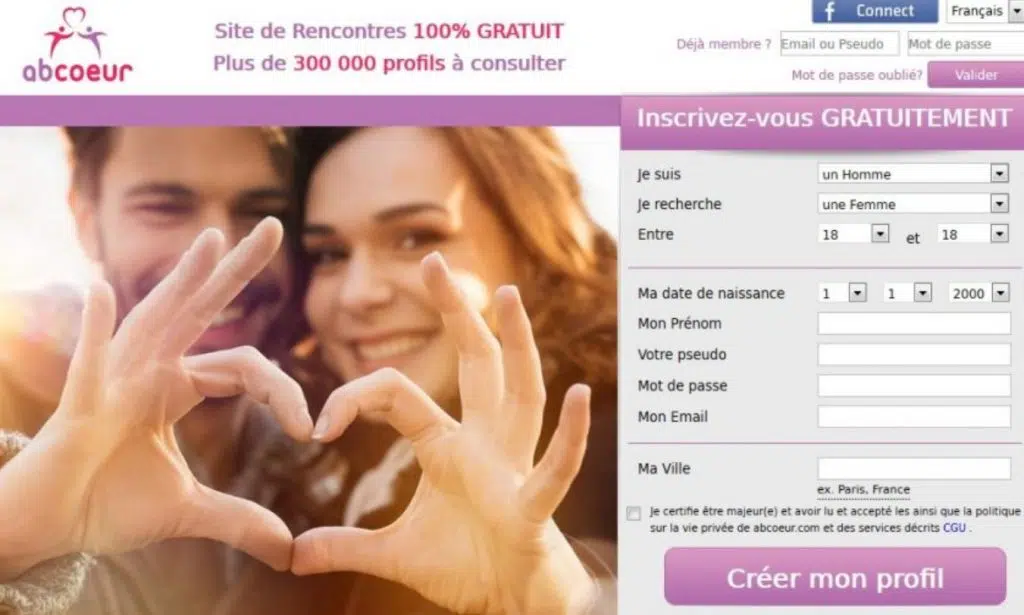 abcoeur
Site de Rencontres 100% GRATUIT
Plus de 300 000 profils à consulter
f Connect
Français
Déjà membre ? Email ou Pseudo Mot de passe
Mot de passe oublié? Valider
Inscrivez-vous GRATUITEMENT
Je suis un Homme
Je recherche une Femme
Entre 18 et 18
Ma date de naissance 1 1 2000
Mon Prénom
Votre pseudo
Mot de passe
Mon Email
Ma Ville
ex. Paris, France
Je certifie être majeur(e) et avoir lu et accepté les ainsi que la politique
sur la vie privée de abcoeur.com et des services décrits CGU .
Créer mon profil